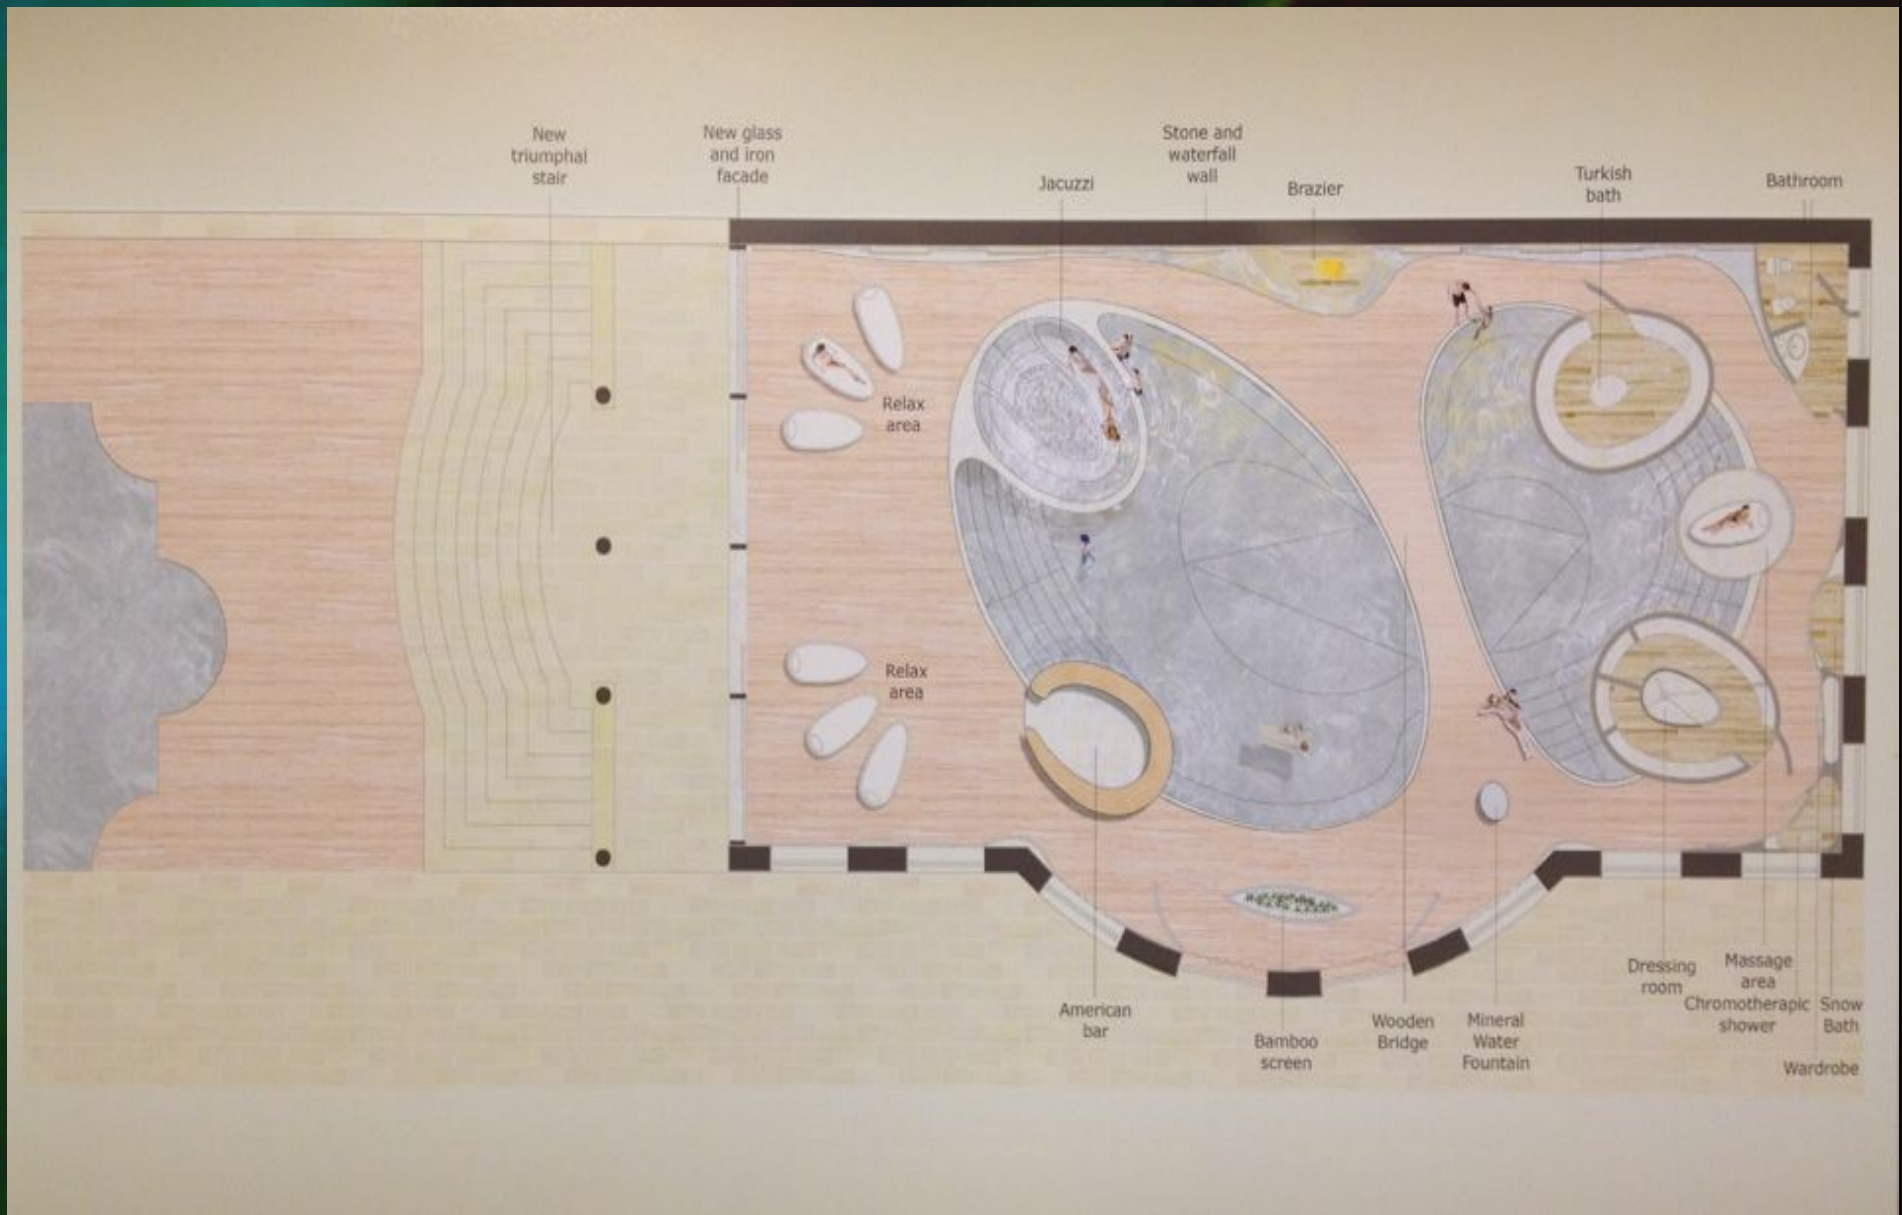 New
triumphal
stair
New glass
and iron
facade
Jacuzzi
Stone and
waterfall
wall
Brazier
Turkish
bath
Bathroom
Relax
area
Relax
area
American
bar
Bamboo
screen
Wooden
Bridge
Mineral
Water
Fountain
Dressing
room
Massage
area
Chromotherapic
shower
Snow
Bath
Wardrobe